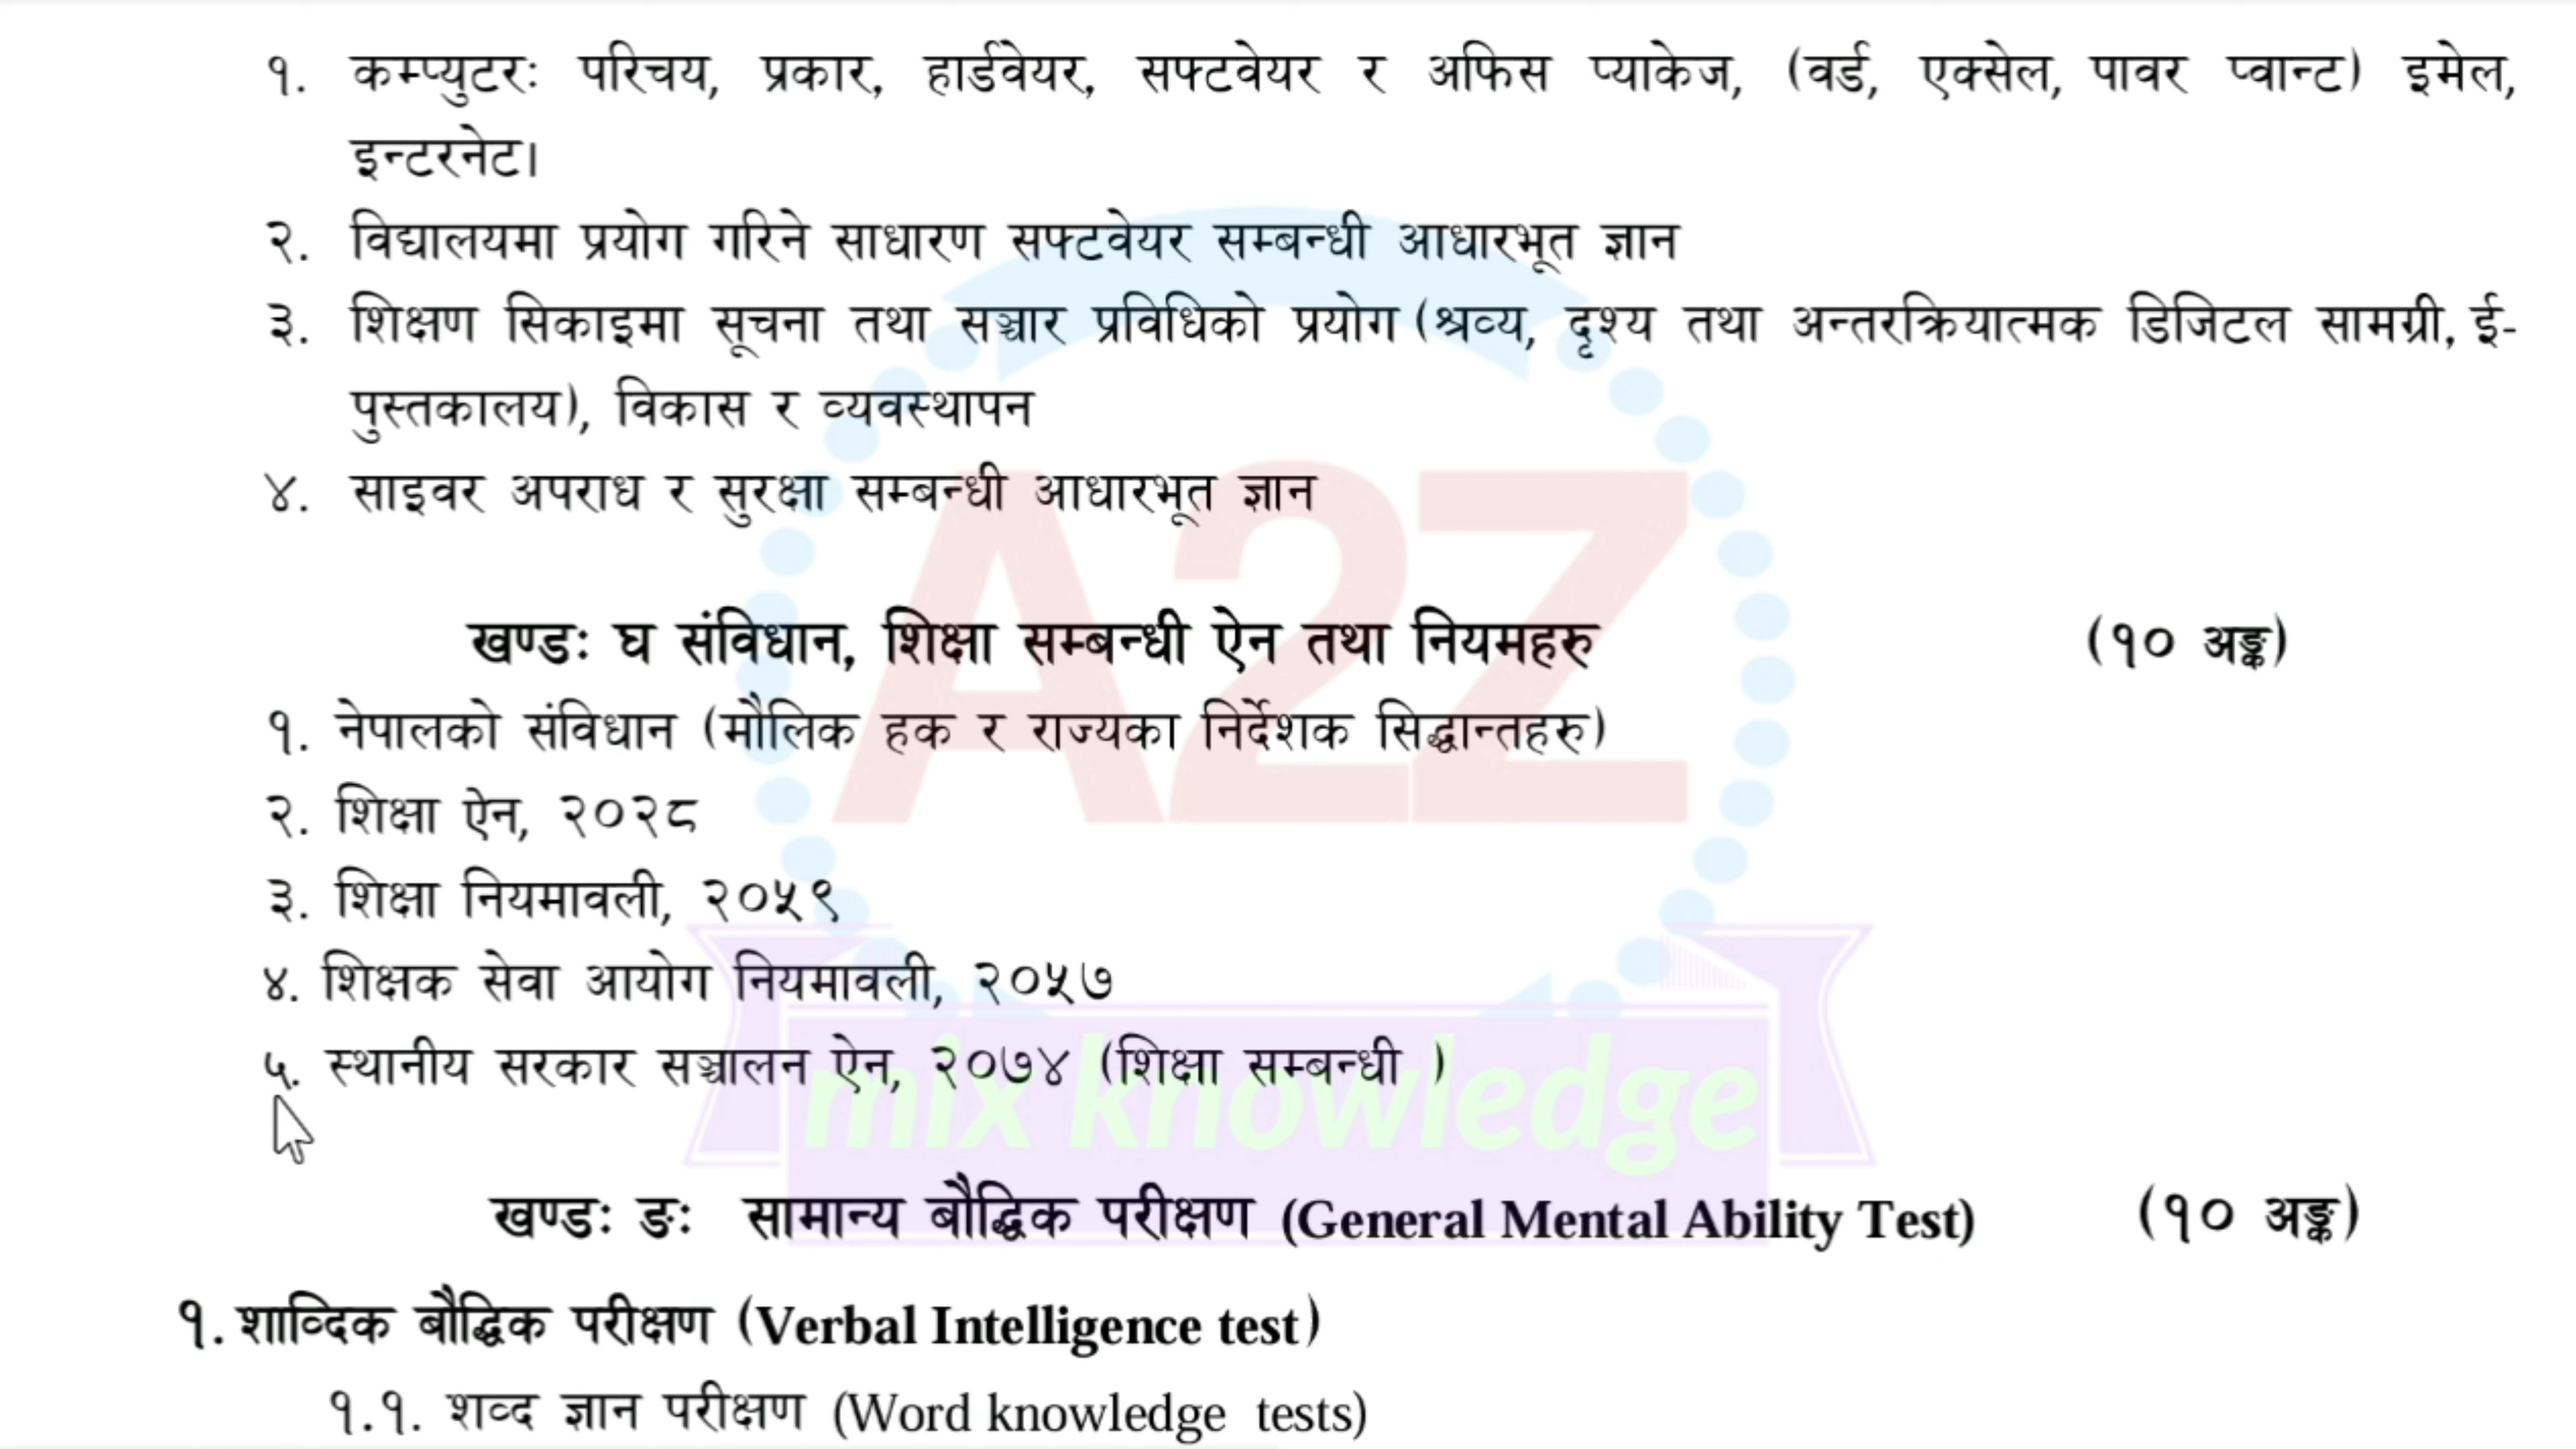 १. कम्प्युटरः परिचय, प्रकार, हार्डवेयर, सफ्टवेयर र अफिस प्याकेज, (वर्ड, एक्सेल, पावर प्वान्ट) इमेल,
इन्टरनेट।
२. विद्यालयमा प्रयोग गरिने साधारण सफ्टवेयर सम्बन्धी आधारभूत ज्ञान
३. शिक्षण सिकाइमा सूचना तथा सञ्चार प्रविधिको प्रयोग (श्रव्य, दृश्य तथा अन्तरक्रियात्मक डिजिटल सामग्री, ई-
पुस्तकालय), विकास र व्यवस्थापन
४. साइवर अपराध र सुरक्षा सम्बन्धी आधारभूत ज्ञान
A2Z
खण्डः घ संविधान, शिक्षा सम्बन्धी ऐन तथा नियमहरु (१० अङ्क)
१. नेपालको संविधान (मौलिक हक र राज्यका निर्देशक सिद्धान्तहरु)
२. शिक्षा ऐन, २०२८
३. शिक्षा नियमावली, २०५९
४. शिक्षक सेवा आयोग नियमावली, २०५७
५. स्थानीय सरकार सञ्चालन ऐन, २०७४ (शिक्षा सम्बन्धी )
mix knowledge
खण्डः ङः सामान्य बौद्धिक परीक्षण (General Mental Ability Test) (१० अङ्क)
१. शाव्दिक बौद्धिक परीक्षण (Verbal Intelligence test)
१.१. शव्द ज्ञान परीक्षण (Word knowledge tests)